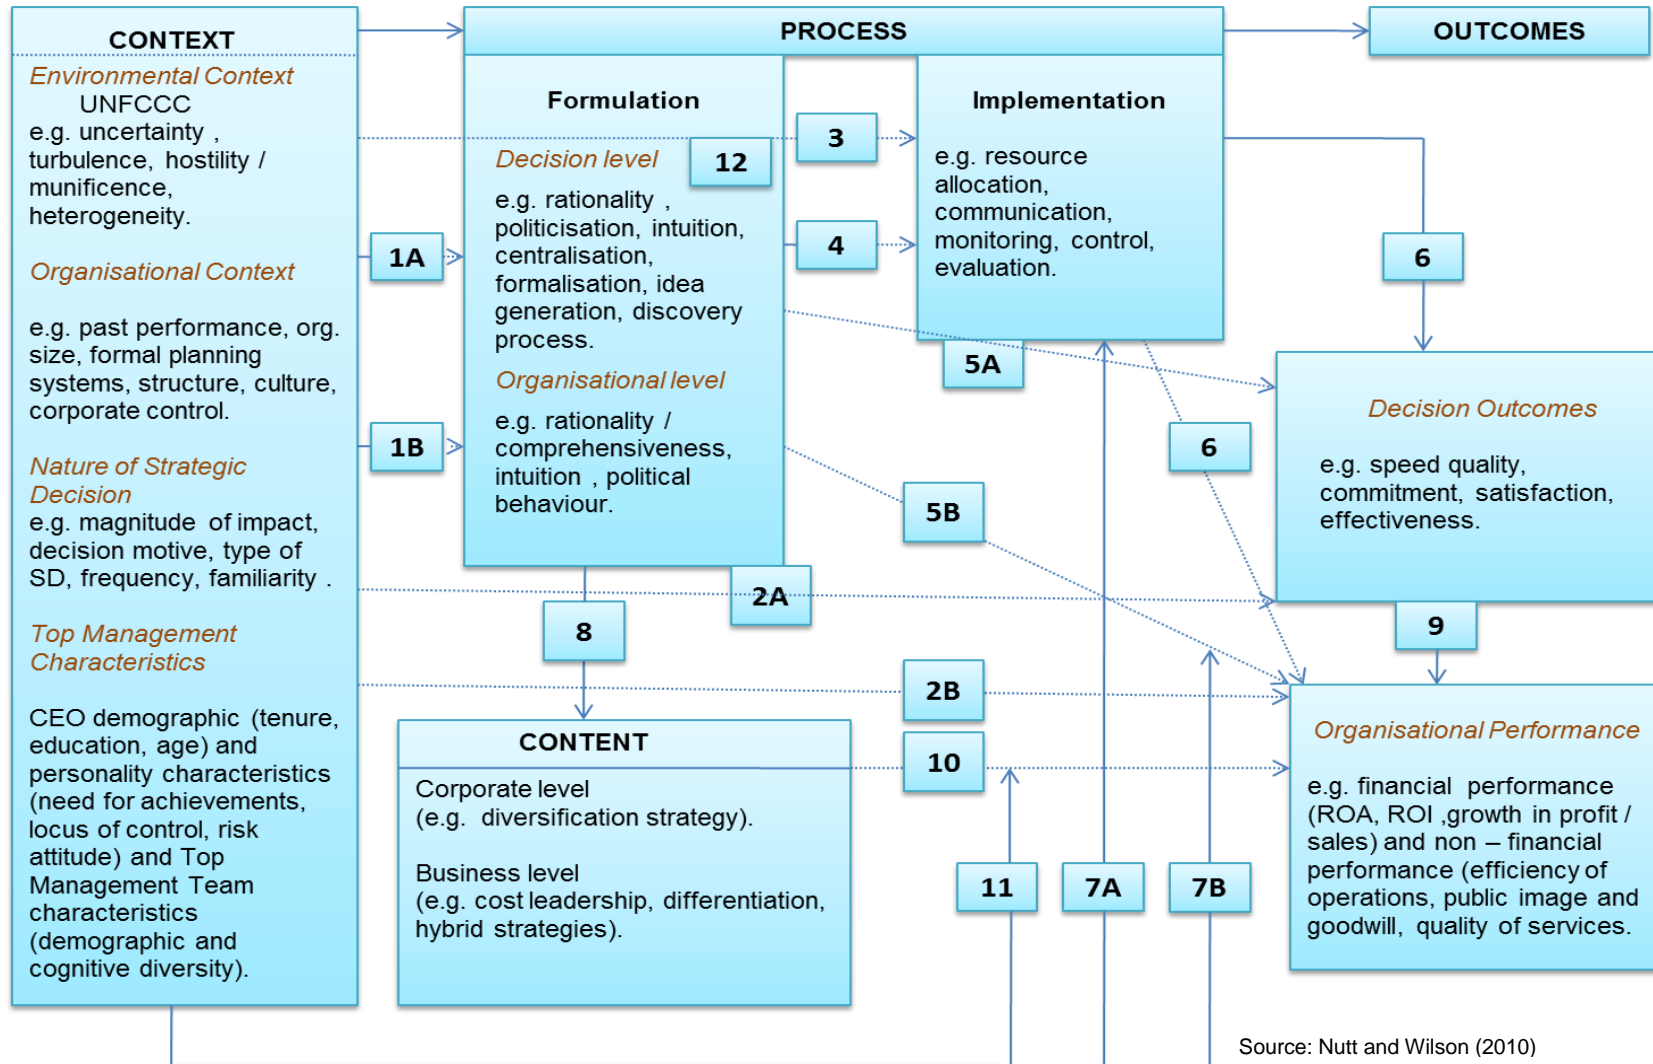 CONTEXT
Environmental Context
UNFCCC
e.g. uncertainty ,
turbulence, hostility /
munificence,
heterogeneity.
Organisational Context
e.g. past performance, org.
size, formal planning
systems, structure, culture,
corporate control.
Nature of Strategic
Decision
e.g. magnitude of impact,
decision motive, type of
SD, frequency, familiarity .
Top Management
Characteristics
CEO demographic (tenure,
education, age) and
personality characteristics
(need for achievements,
locus of control, risk
attitude) and Top
Management Team
characteristics
(demographic and
cognitive diversity).
1A
1B
PROCESS
Formulation
12
Decision level
e.g. rationality ,
politicisation, intuition,
centralisation,
formalisation, idea
generation, discovery
process.
Organisational level
e.g. rationality /
comprehensiveness,
intuition , political
behaviour.
3
4
Implementation
e.g. resource
allocation,
communication,
monitoring, control,
evaluation.
5A
5B
6
6
2A
8
2B
10
CONTENT
Corporate level
(e.g. diversification strategy).
Business level
(e.g. cost leadership, differentiation,
hybrid strategies).
11
7A
7B
OUTCOMES
Decision Outcomes
e.g. speed quality,
commitment, satisfaction,
effectiveness.
9
Organisational Performance
e.g. financial performance
(ROA, ROI ,growth in profit /
sales) and non – financial
performance (efficiency of
operations, public image and
goodwill, quality of services.
Source: Nutt and Wilson (2010)